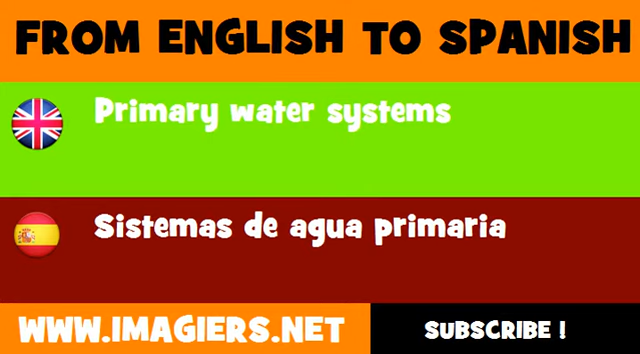 FROM ENGLISH TO SPANISH
Primary water systems
Sistemas de agua primaria
WWW.IMAGIERS.NET
SUBSCRIBE !